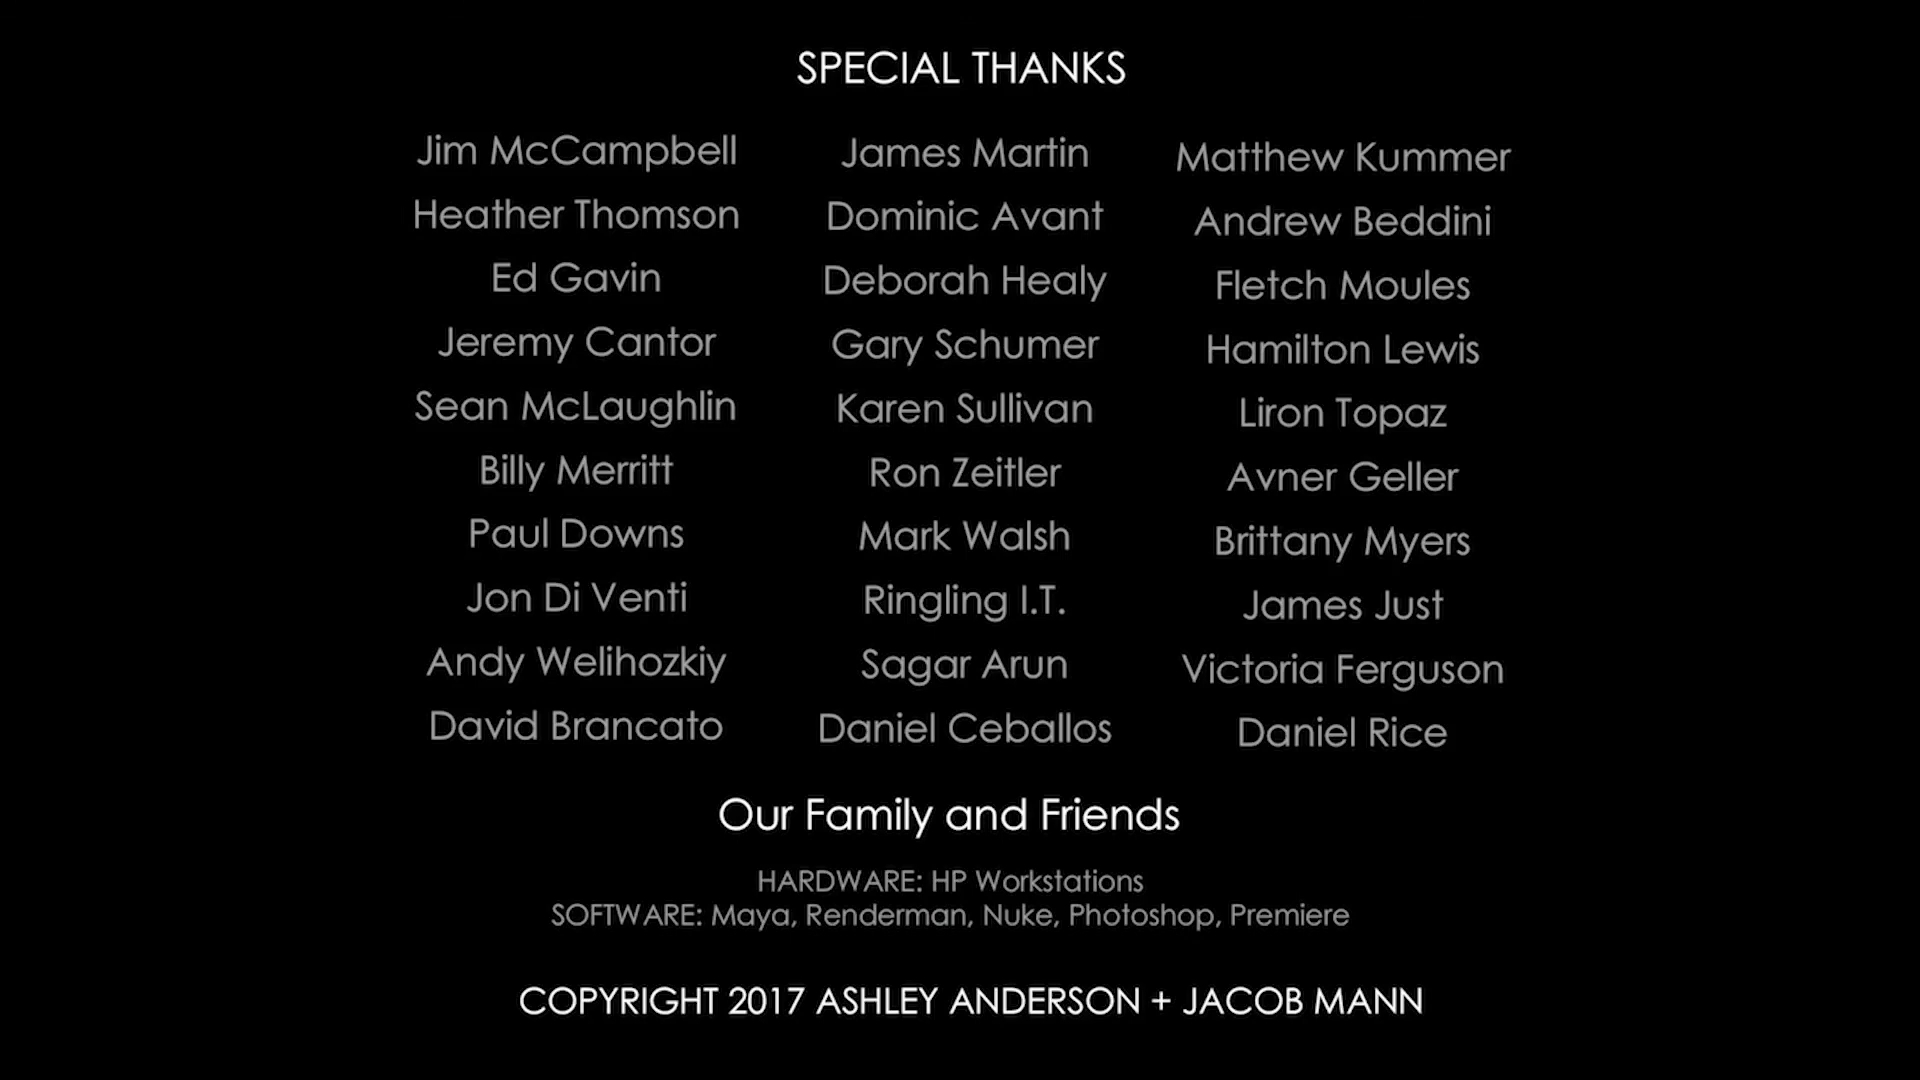 SPECIAL THANKS
Jim McCampbell
Heather Thomson
Ed Gavin
Jeremy Cantor
Sean McLaughlin
Billy Merritt
Paul Downs
Jon Di Venti
Andy Welihozkiy
David Brancato
James Martin
Dominic Avant
Deborah Healy
Gary Schumer
Karen Sullivan
Ron Zeitler
Mark Walsh
Ringling I.T.
Sagar Arun
Daniel Ceballos
Matthew Kummer
Andrew Beddini
Fletch Moules
Hamilton Lewis
Liron Topaz
Avner Geller
Brittany Myers
James Just
Victoria Ferguson
Daniel Rice
Our Family and Friends
HARDWARE: HP Workstations
SOFTWARE: Maya, Renderman, Nuke, Photoshop, Premiere
COPYRIGHT 2017 ASHLEY ANDERSON + JACOB MANN